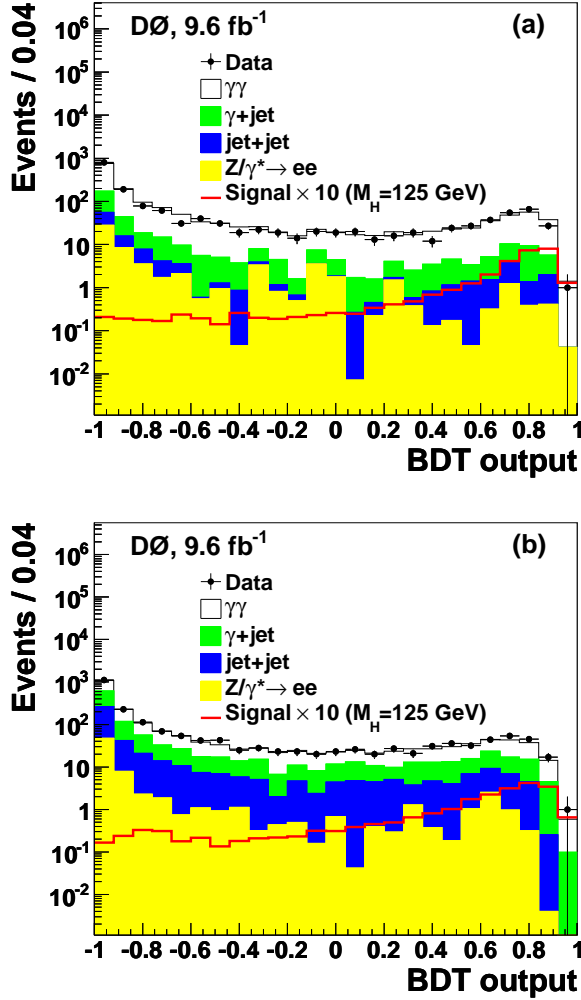 DØ, 9.6 fb⁻¹
(a)
Data
γγ
γ+jet
jet+jet
Z/γ*→ ee
Signal × 10 (M_H=125 GeV)
Events / 0.04
10⁶
10⁵
10⁴
10³
10²
10
1
10⁻¹
10⁻²
-1 -0.8 -0.6 -0.4 -0.2 0 0.2 0.4 0.6 0.8 1
BDT output
DØ, 9.6 fb⁻¹
(b)
Data
γγ
γ+jet
jet+jet
Z/γ*→ ee
Signal × 10 (M_H=125 GeV)
Events / 0.04
10⁶
10⁵
10⁴
10³
10²
10
1
10⁻¹
10⁻²
-1 -0.8 -0.6 -0.4 -0.2 0 0.2 0.4 0.6 0.8 1
BDT output